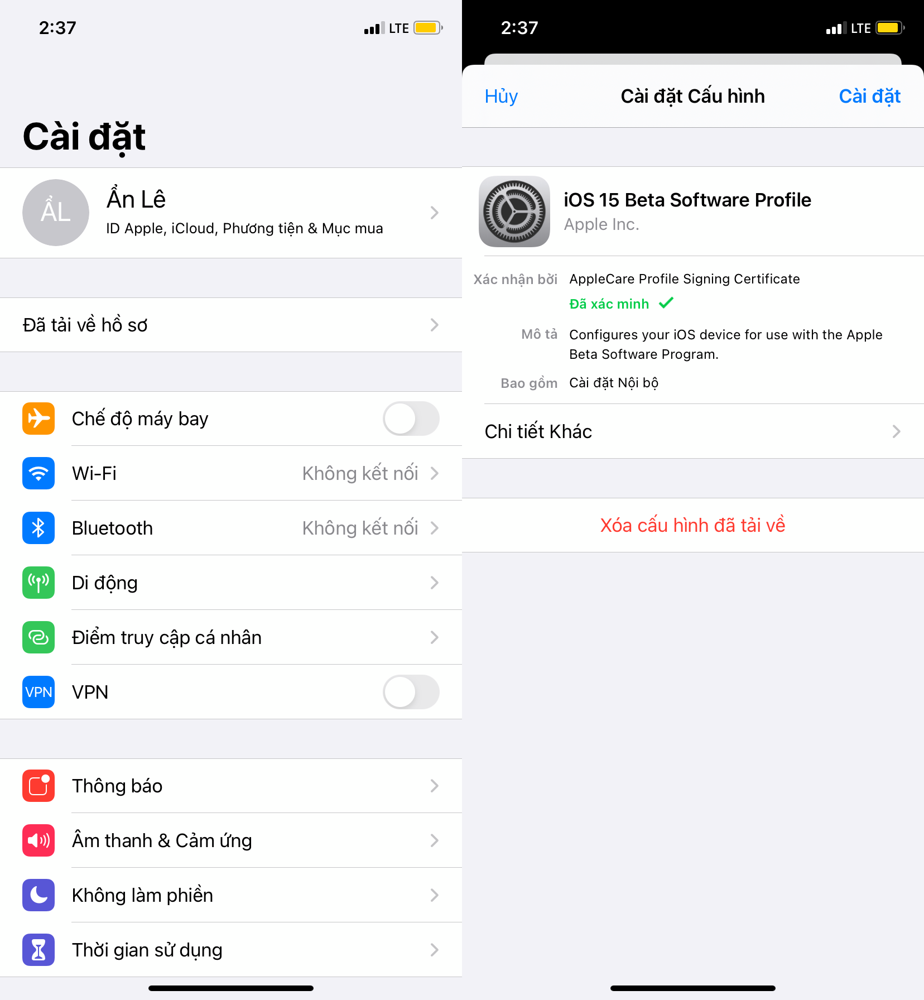 2:37
LTE
Cài đặt
ẨL
Ẩn Lê
ID Apple, iCloud, Phương tiện & Mục mua
Đã tải về hồ sơ
Chế độ máy bay
Wi-Fi
Không kết nối
Bluetooth
Không kết nối
Di động
Điểm truy cập cá nhân
VPN
VPN
Thông báo
Âm thanh & Cảm ứng
Không làm phiền
Thời gian sử dụng
2:37
LTE
Hủy
Cài đặt Cấu hình
Cài đặt
iOS 15 Beta Software Profile
Apple Inc.
Xác nhận bởi
AppleCare Profile Signing Certificate
Đã xác minh
Mô tả
Configures your iOS device for use with the Apple
Beta Software Program.
Bao gồm
Cài đặt Nội bộ
Chi tiết Khác
Xóa cấu hình đã tải về